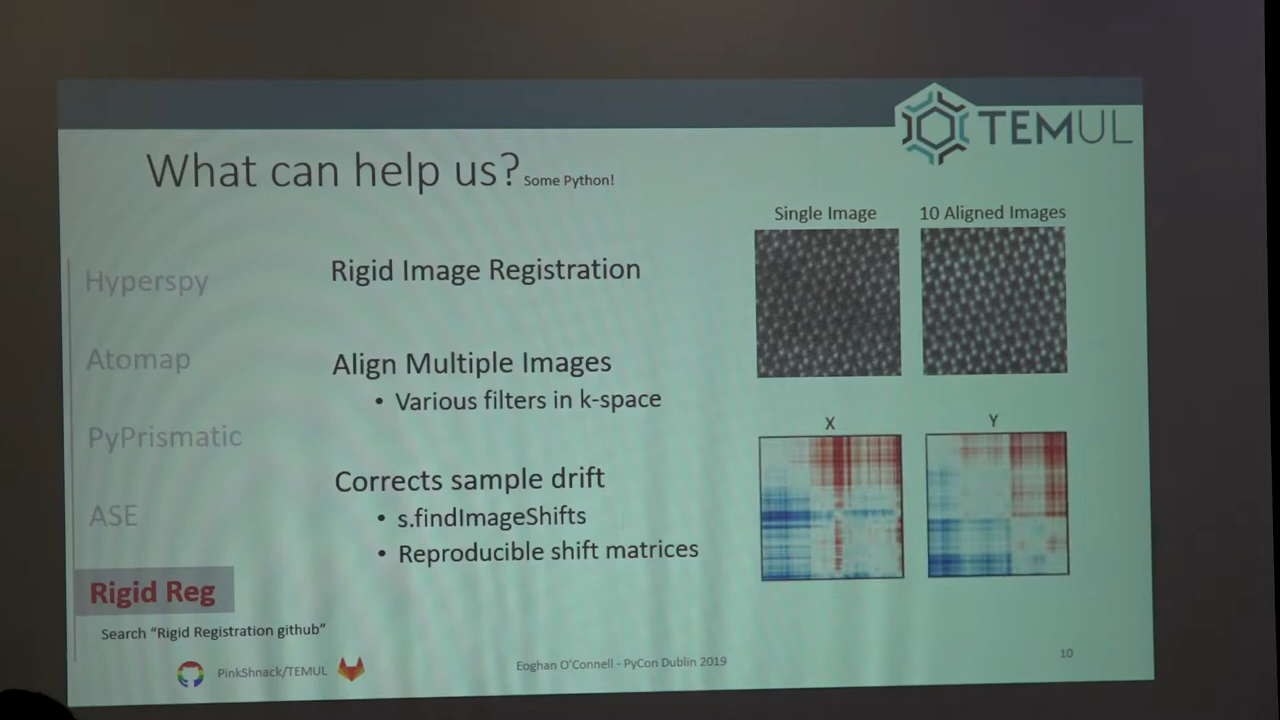 TEMUL
What can help us? Some Python!
Hyperspy
Atomap
PyPrismatic
ASE
Rigid Reg
Search “Rigid Registration github”
Rigid Image Registration
Align Multiple Images
• Various filters in k-space
Corrects sample drift
• s.findImageShifts
• Reproducible shift matrices
Single Image
10 Aligned Images
X
Y
PinkShnack/TEMUL
Eoghan O’Connell - PyCon Dublin 2019
10